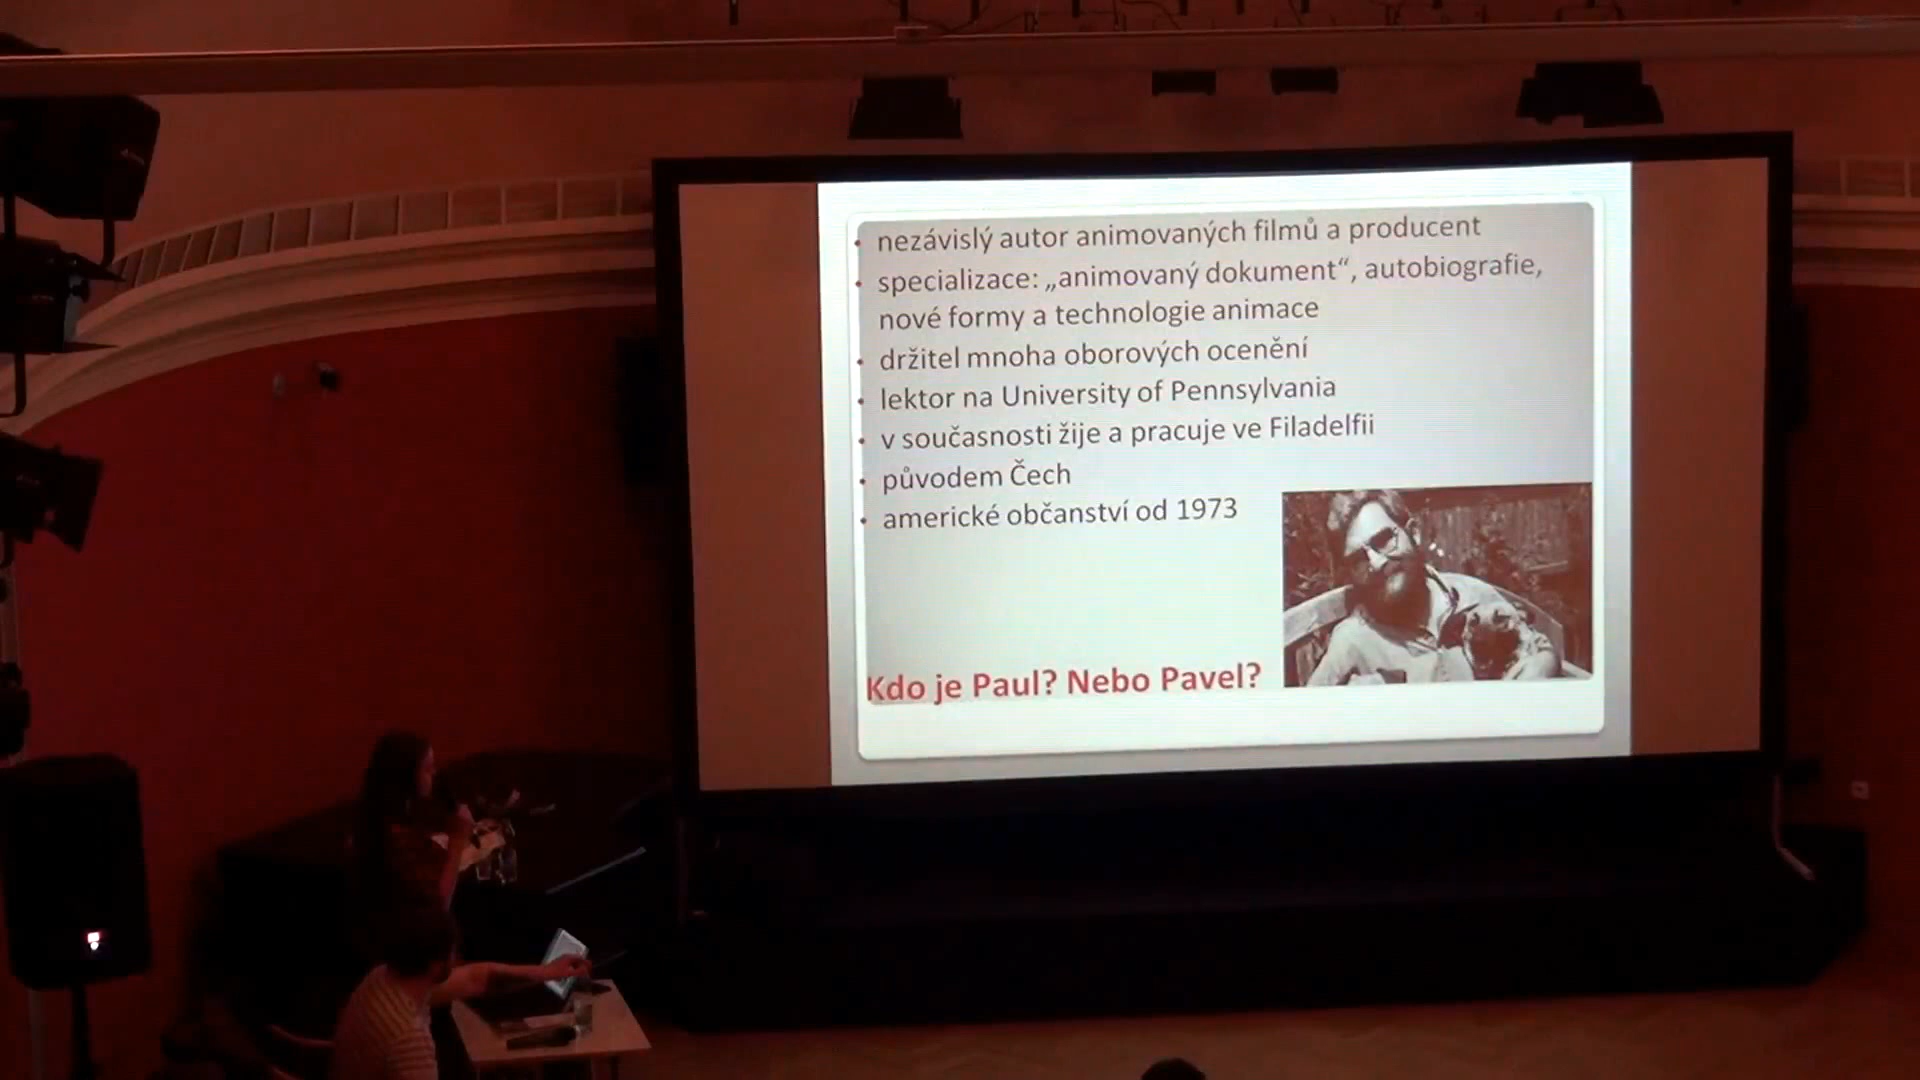 nezávislý autor animovaných filmů a producent
specializace: „animovaný dokument“, autobiografie,
nové formy a technologie animace
držitel mnoha oborových ocenění
lektor na University of Pennsylvania
v současnosti žije a pracuje ve Filadelfii
původem Čech
americké občanství od 1973
Kdo je Paul? Nebo Pavel?